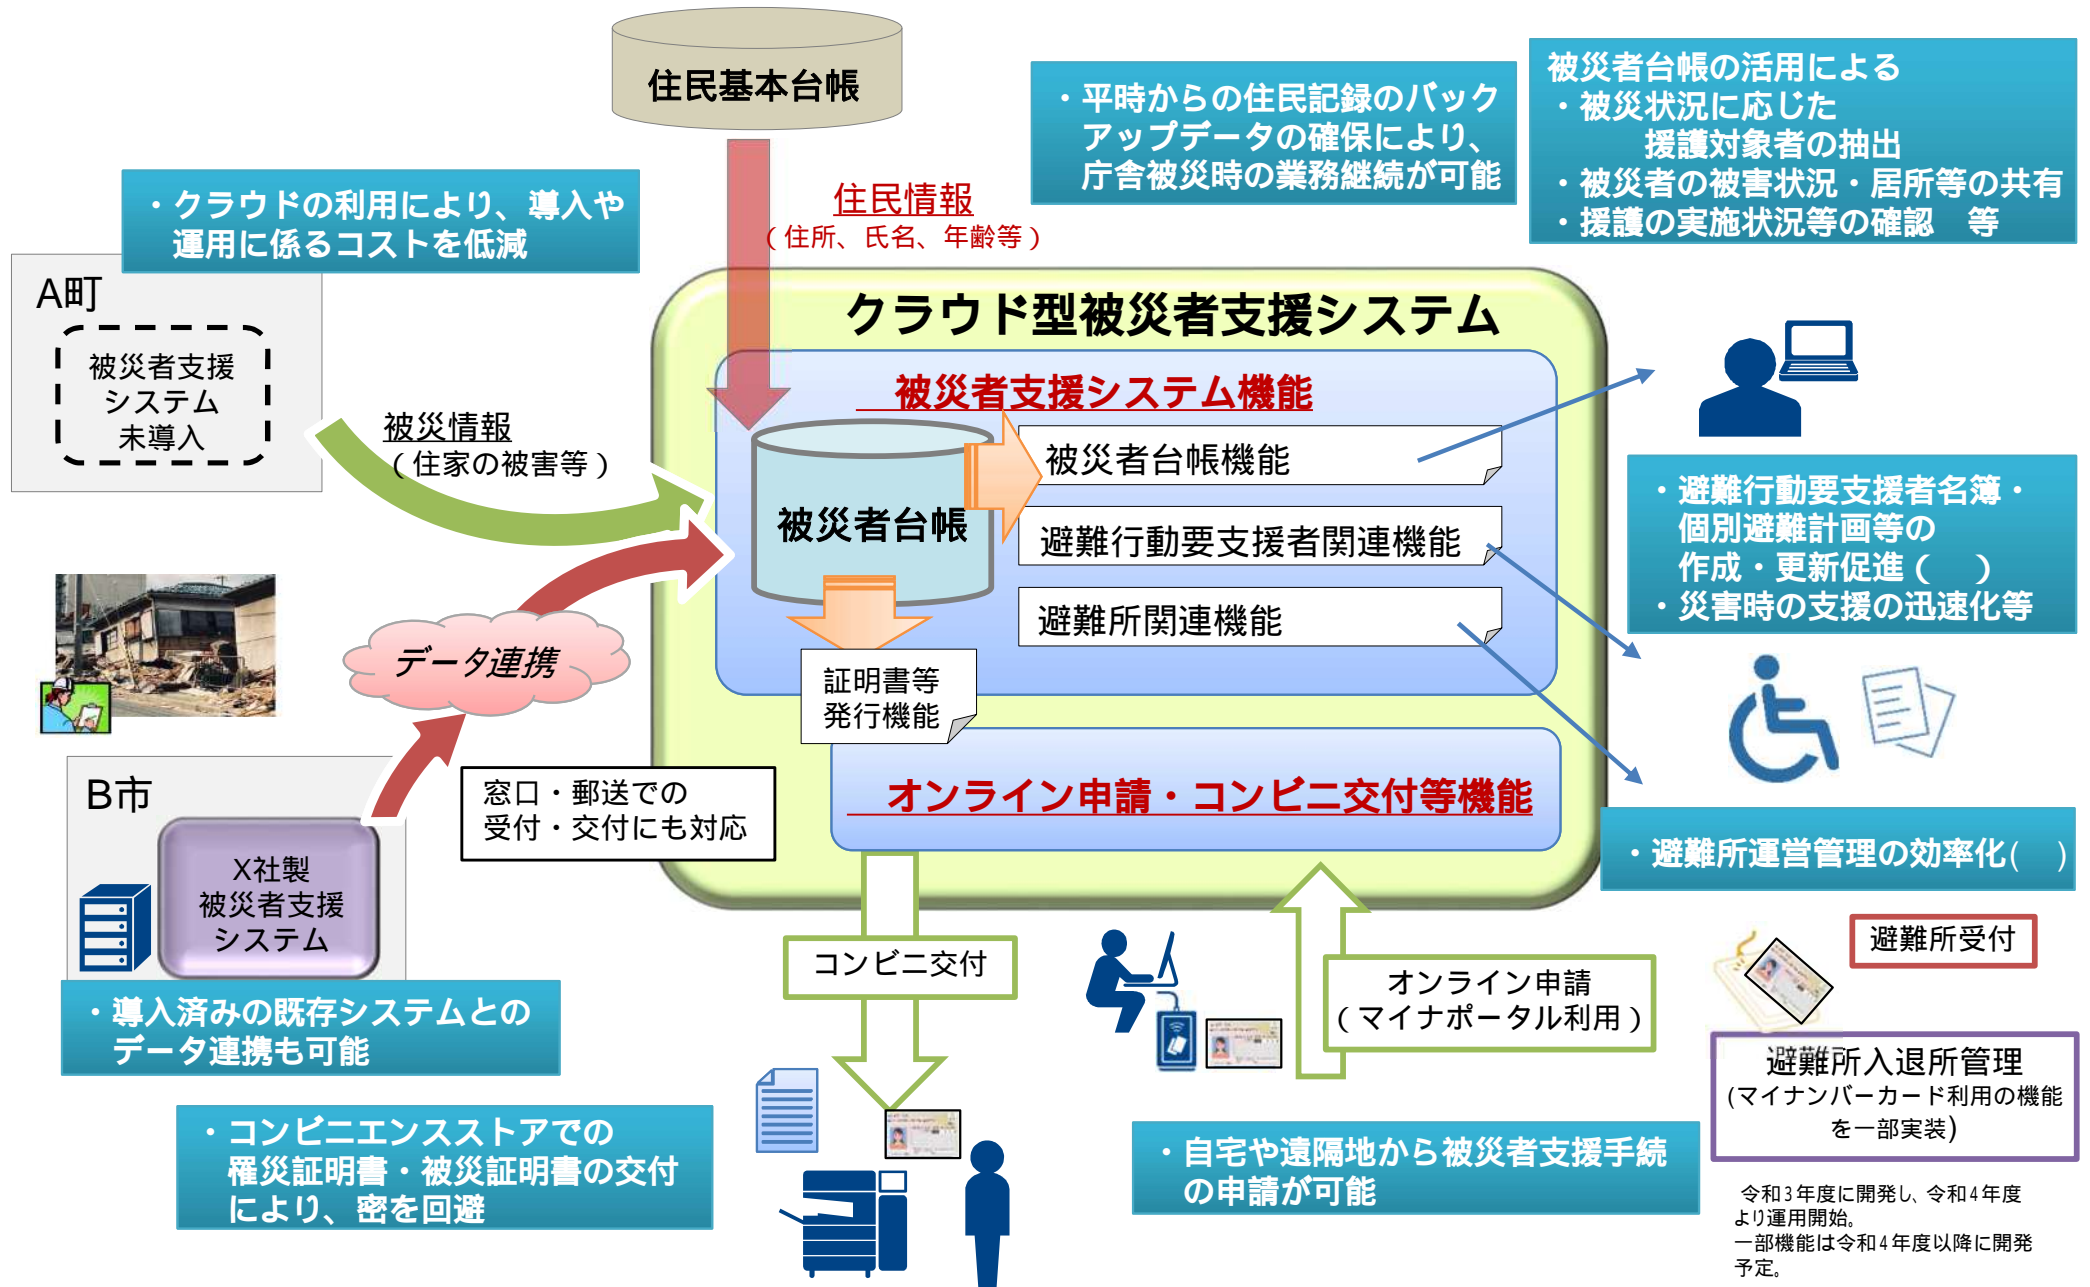 住民基本台帳
・平時からの住民記録のバック
アップデータの確保により、
庁舎被災時の業務継続が可能
被災者台帳の活用による
・被災状況に応じた
援護対象者の抽出
・被災者の被害状況・居所等の共有
・援護の実施状況等の確認　等
・クラウドの利用により、導入や
運用に係るコストを低減
住民情報
（住所、氏名、年齢等）
A町
被災者支援
システム
未導入
被災情報
（住家の被害等）
クラウド型被災者支援システム
被災者支援システム機能
被災者台帳
被災者台帳機能
避難行動要支援者関連機能
避難所関連機能
証明書等
発行機能
・避難行動要支援者名簿・
個別避難計画等の
作成・更新促進（　）
・災害時の支援の迅速化等
データ連携
B市
X社製
被災者支援
システム
窓口・郵送での
受付・交付にも対応
オンライン申請・コンビニ交付等機能
・避難所運営管理の効率化(　)
・導入済みの既存システムとの
データ連携も可能
コンビニ交付
オンライン申請
（マイナポータル利用）
避難所受付
避難所入退所管理
(マイナンバーカード利用の機能
を一部実装)
・コンビニエンスストアでの
罹災証明書・被災証明書の交付
により、密を回避
・自宅や遠隔地から被災者支援手続
の申請が可能
令和3年度に開発し、令和4年度
より運用開始。
一部機能は令和4年度以降に開発
予定。